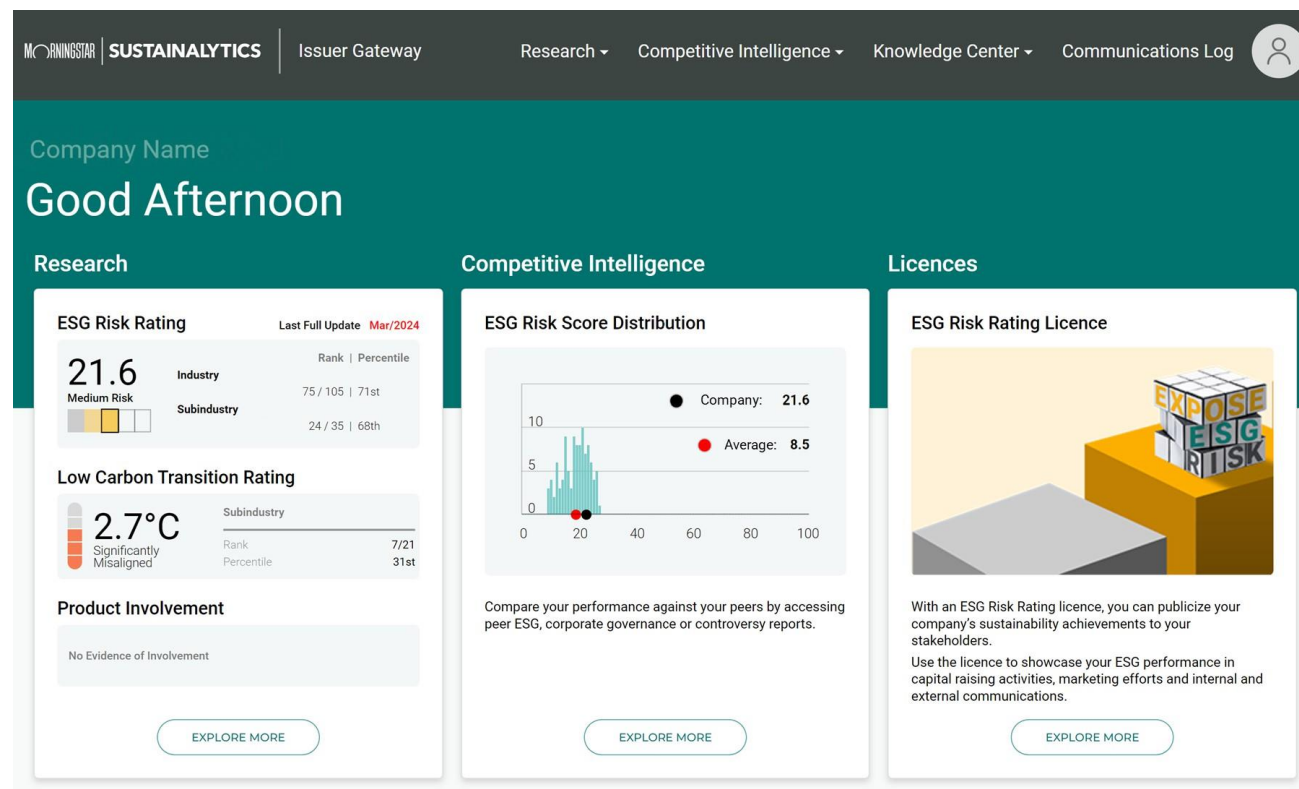 MORNINGSTAR | SUSTAINALYTICS Issuer Gateway Research Competitive Intelligence Knowledge Center Communications Log
Company Name
Good Afternoon
Research
ESG Risk Rating Last Full Update Mar/2024
Rank | Percentile
21.6
Medium Risk
Industry 75 / 105 | 71st
Subindustry 24 / 35 | 68th
Low Carbon Transition Rating
2.7°C
Significantly
Misaligned
Subindustry
Rank 7/21
Percentile 31st
Product Involvement
No Evidence of Involvement
EXPLORE MORE
Competitive Intelligence
ESG Risk Score Distribution
Company: 21.6
Average: 8.5
10
5
0
0 20 40 60 80 100
Compare your performance against your peers by accessing
peer ESG, corporate governance or controversy reports.
EXPLORE MORE
Licences
ESG Risk Rating Licence
EXPOSE
ESG
RISK
With an ESG Risk Rating licence, you can publicize your
company's sustainability achievements to your
stakeholders.
Use the licence to showcase your ESG performance in
capital raising activities, marketing efforts and internal and
external communications.
EXPLORE MORE